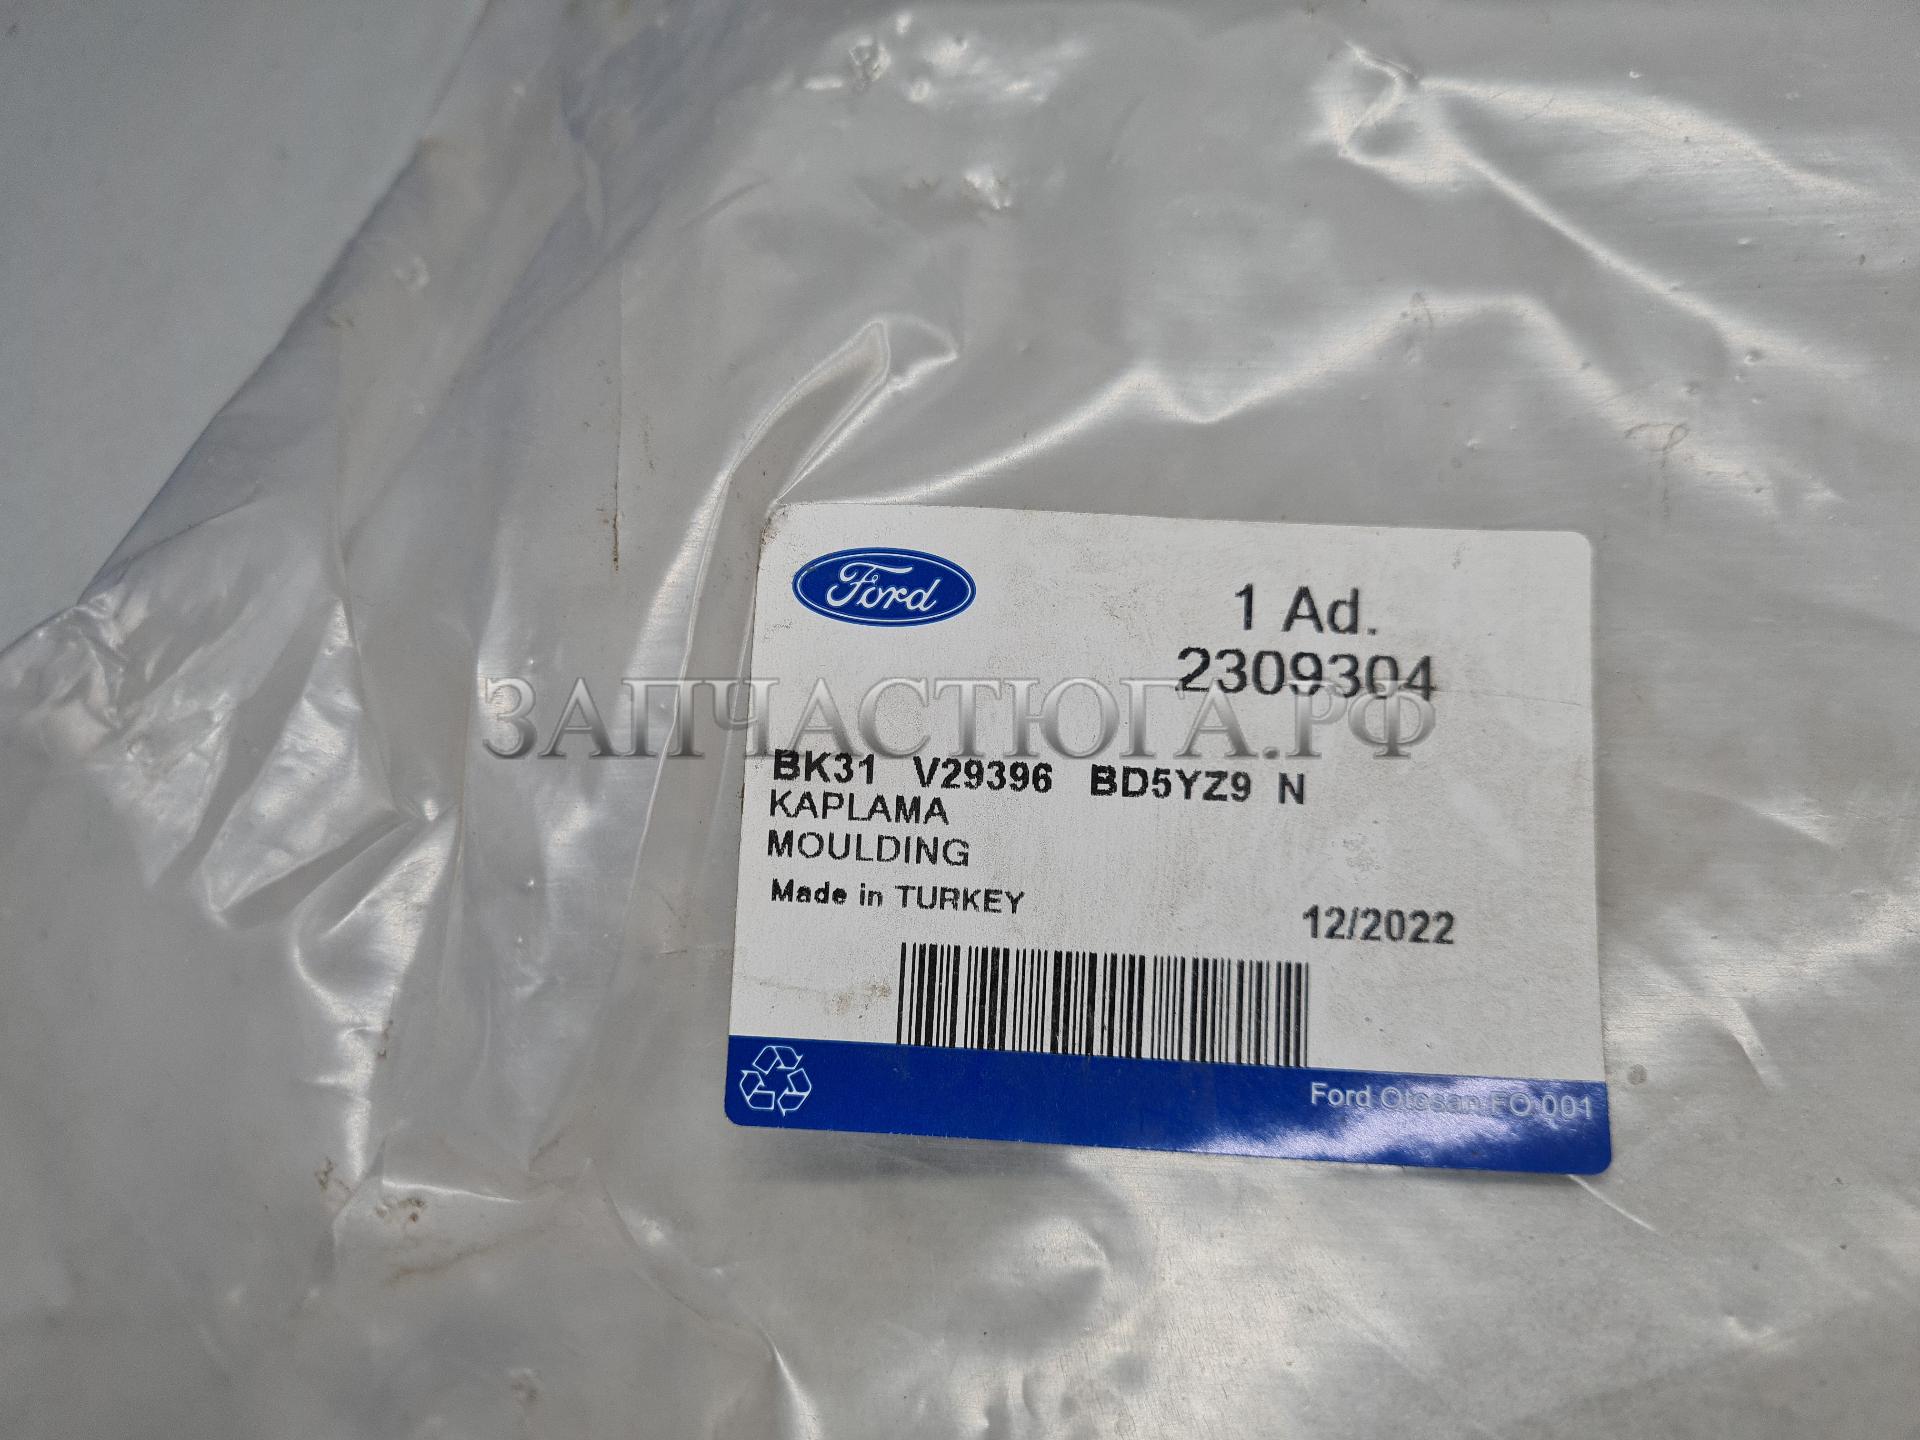 Ford
1 Ad.
2309304
ЗАПЧАСТЮГА.РФ
BK31 V29396 BD5YZ9 N
KAPLAMA
MOULDING
Made in TURKEY
12/2022
Ford Otosan FO 001